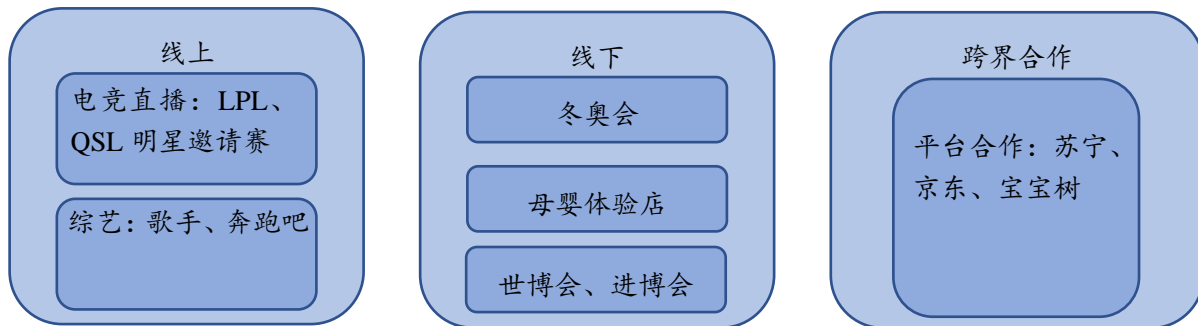 线上
电竞直播：LPL、
QSL 明星邀请赛
综艺：歌手、奔跑吧
线下
冬奥会
母婴体验店
世博会、进博会
跨界合作
平台合作：苏宁、
京东、宝宝树